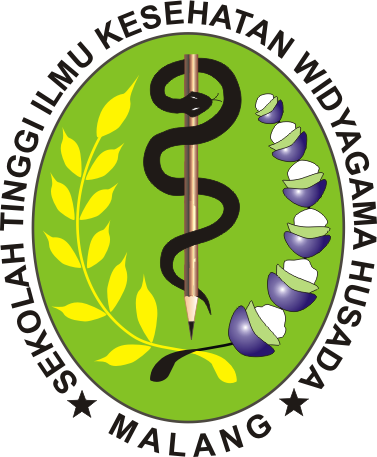 SEKOLAH TINGGI ILMU KESEHATAN WIDYAGAMA HUSADA
MALANG